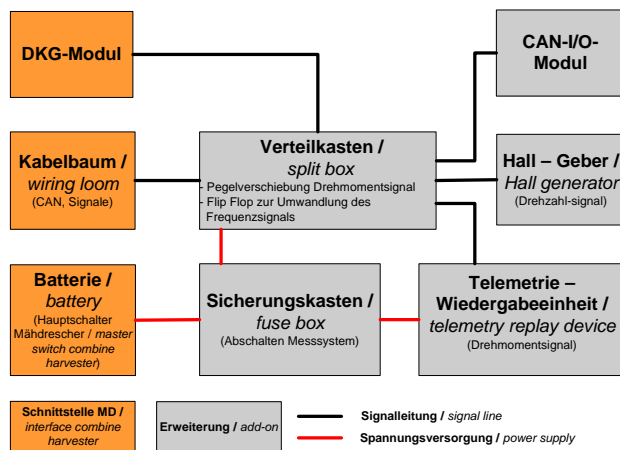 DKG-Modul
CAN-I/O-
Modul
Kabelbaum /
wiring loom
(CAN, Signale)
Verteilkasten /
split box
- Pegelverschiebung Drehmomentsignal
- Flip Flop zur Umwandlung des
Frequenzsignals
Hall – Geber /
Hall generator
(Drehzahl-signal)
Batterie /
battery
(Hauptschalter
Mähdrescher / master
switch combine
harvester)
Sicherungskasten /
fuse box
(Abschalten Messsystem)
Telemetrie –
Wiedergabeeinheit /
telemetry replay device
(Drehmomentsignal)
Schnittstelle MD /
interface combine
harvester
Erweiterung / add-on
Signalleitung / signal line
Spannungsversorgung / power supply